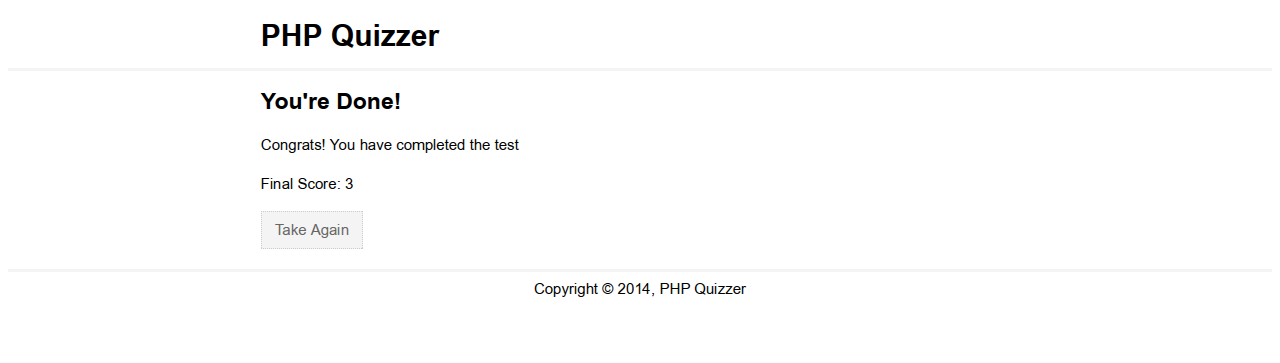 PHP Quizzer
You're Done!
Congrats! You have completed the test
Final Score: 3
Take Again
Copyright © 2014, PHP Quizzer